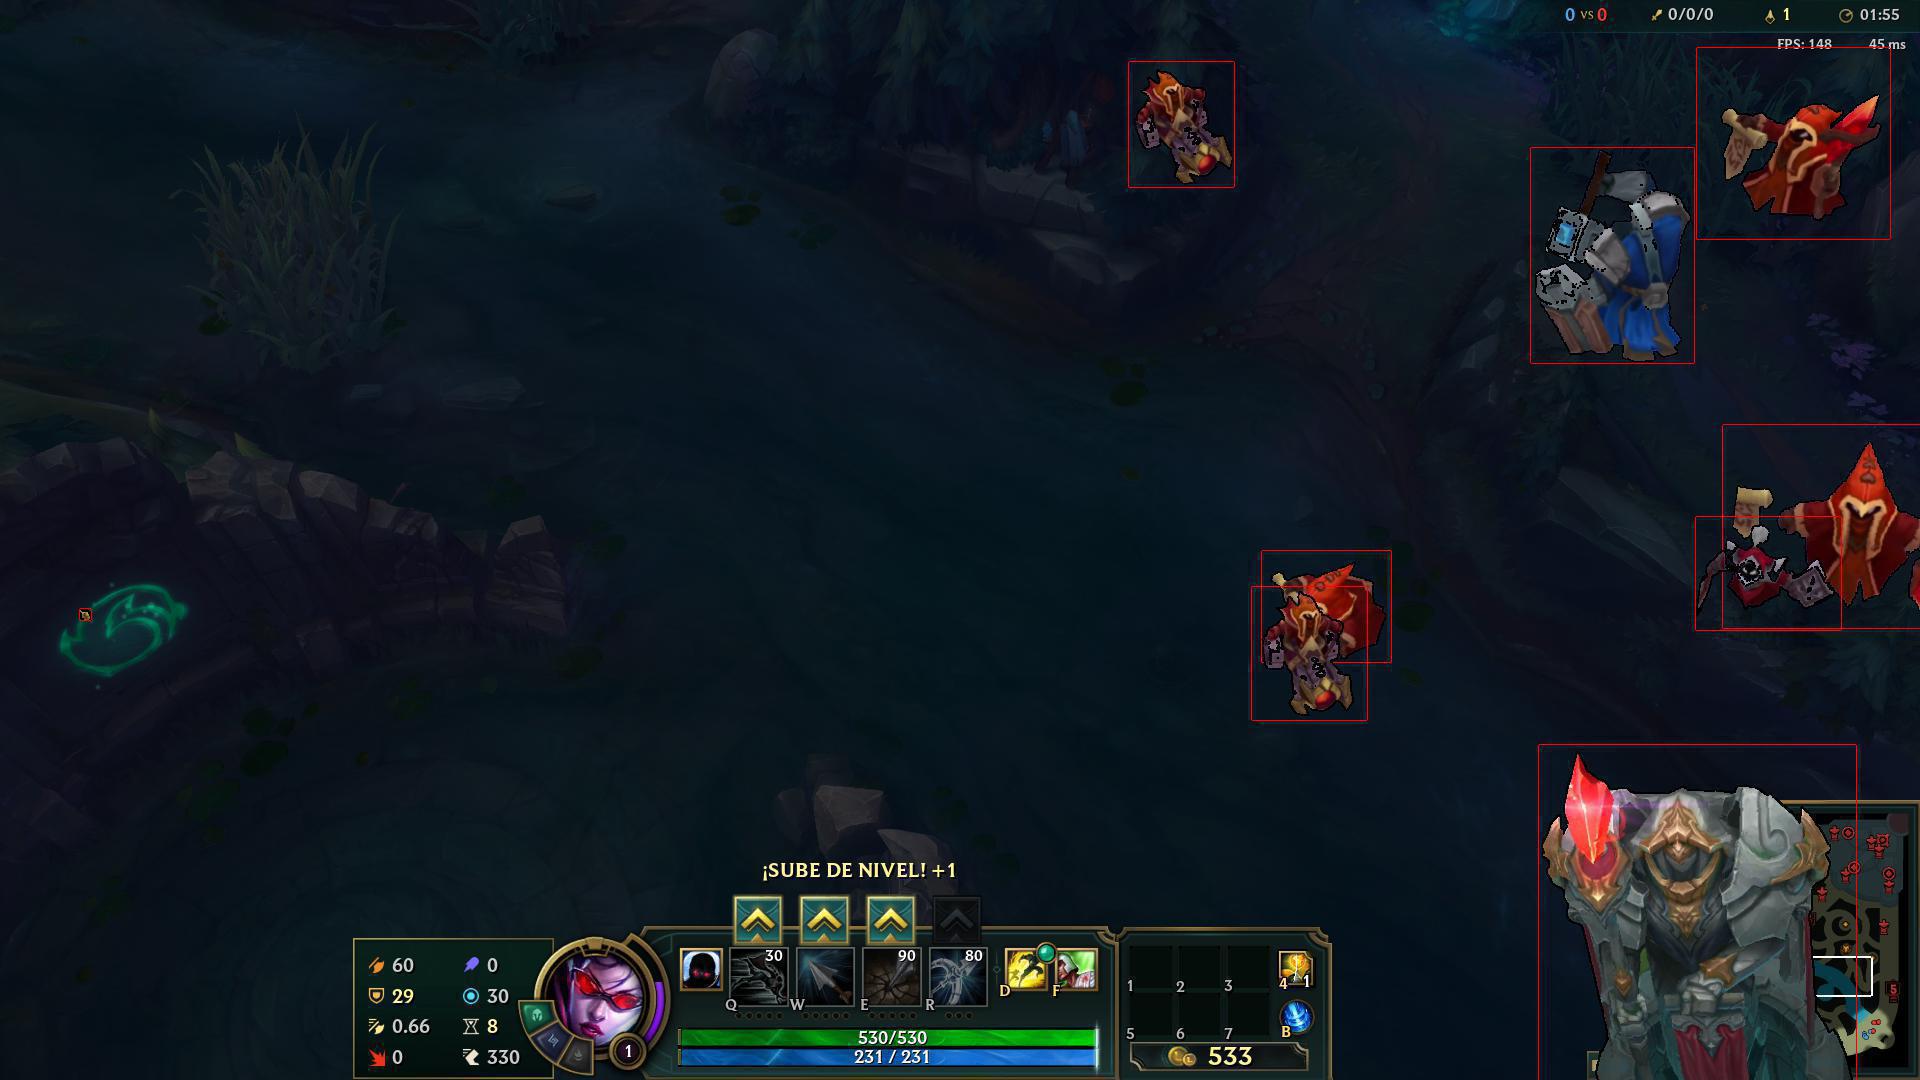 0 vs 0 0/0/0 1 01:55
FPS: 148 45 ms
¡SUBE DE NIVEL! +1
60 0
29 30
0.66 8
0 330
1
30 90 80
Q W E R
D F
4 1
1 2 3
5 6 7
B
530/530
231 / 231
533
5